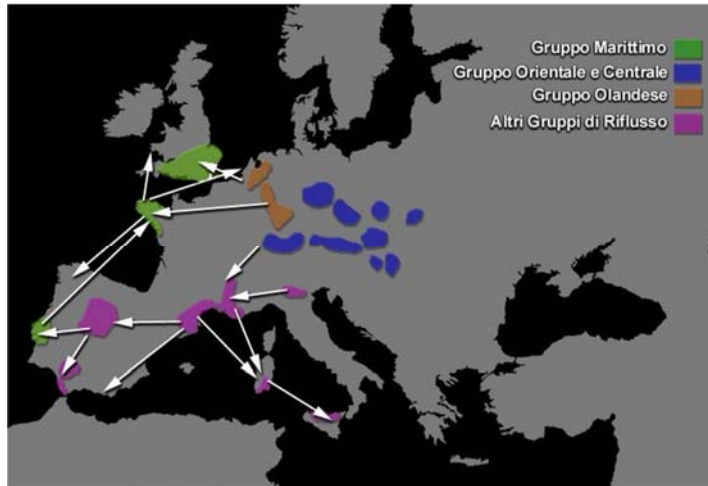 Gruppo Marittimo
Gruppo Orientale e Centrale
Gruppo Olandese
Altri Gruppi di Riflusso